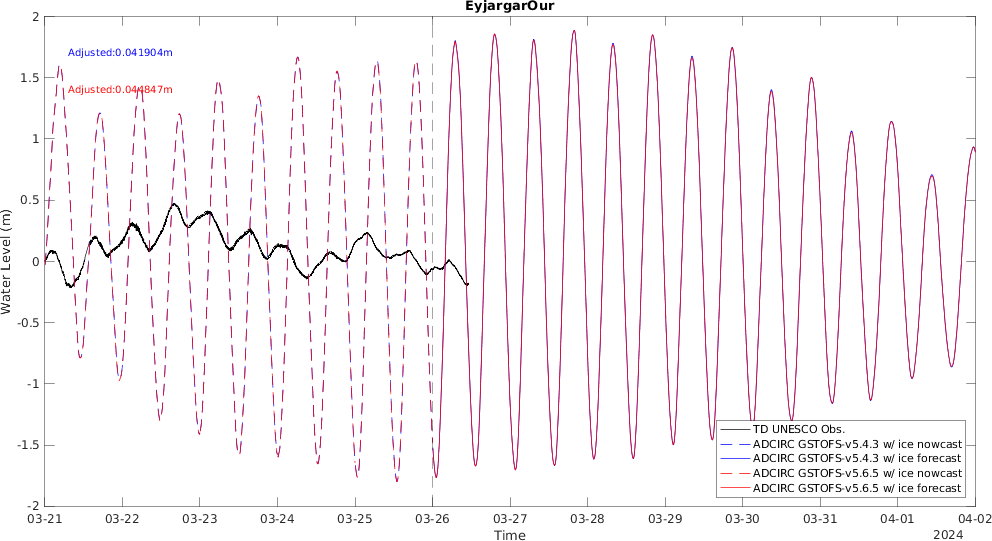 EyjargarOur
Adjusted:0.041904m
Adjusted:0.044847m
Water Level (m)
2
1.5
1
0.5
0
-0.5
-1
-1.5
-2
TD UNESCO Obs.
ADCIRC GSTOFS-v5.4.3 w/ ice nowcast
ADCIRC GSTOFS-v5.4.3 w/ ice forecast
ADCIRC GSTOFS-v5.6.5 w/ ice nowcast
ADCIRC GSTOFS-v5.6.5 w/ ice forecast
03-21 03-22 03-23 03-24 03-25 03-26 03-27 03-28 03-29 03-30 03-31 04-01 04-02
Time
2024